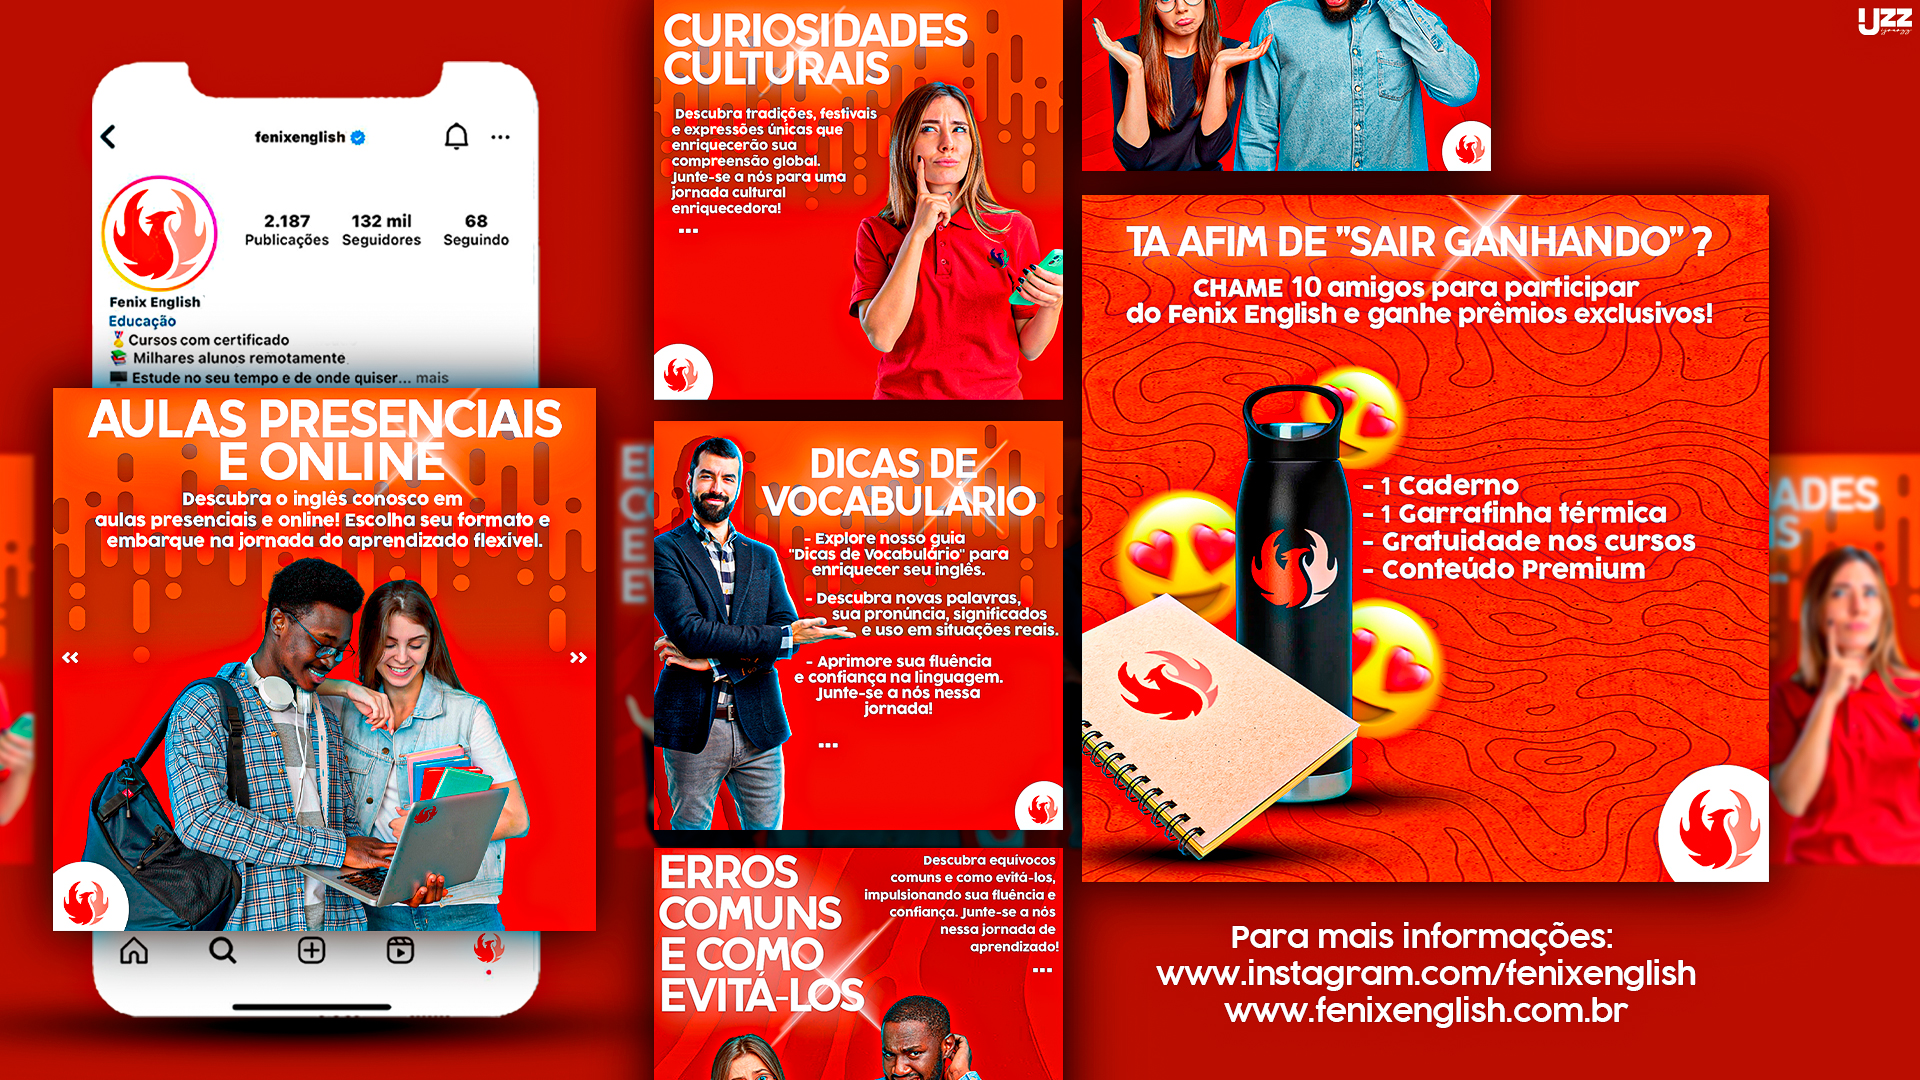 fenixenglish
2.187
132 mil
68
Publicações
Seguidores
Seguindo
Fenix English
Educação
Cursos com certificado
Milhares alunos remotamente
Estude no seu tempo e de onde quiser... mais
AULAS PRESENCIAIS
E ONLINE
Descubra o inglês conosco em
aulas presenciais e online! Escolha seu formato e
embarque na jornada do aprendizado flexível.
<<
>>
CURIOSIDADES
CULTURAIS
Descubra tradições, festivais
e expressões únicas que
enriquecerão sua
compreensão global.
Junte-se a nós para uma
jornada cultural
enriquecedora!
...
DICAS DE
VOCABULÁRIO
- Explore nosso guia
"Dicas de Vocabulário" para
enriquecer seu inglês.
- Descubra novas palavras,
sua pronúncia, significados
e uso em situações reais.
- Aprimore sua fluência
e confiança na linguagem.
Junte-se a nós nessa
jornada!
...
ERROS
COMUNS
E COMO
EVITÁ-LOS
Descubra equívocos
comuns e como evitá-los,
impulsionando sua fluência e
confiança. Junte-se a nós
nessa jornada de
aprendizado!
...
TA AFIM DE "SAIR GANHANDO" ?
CHAME 10 amigos para participar
do Fenix English e ganhe prêmios exclusivos!
- 1 Caderno
- 1 Garrafinha térmica
- Gratuidade nos cursos
- Conteúdo Premium
Para mais informações:
www.instagram.com/fenixenglish
www.fenixenglish.com.br
UZZ
ADES
S